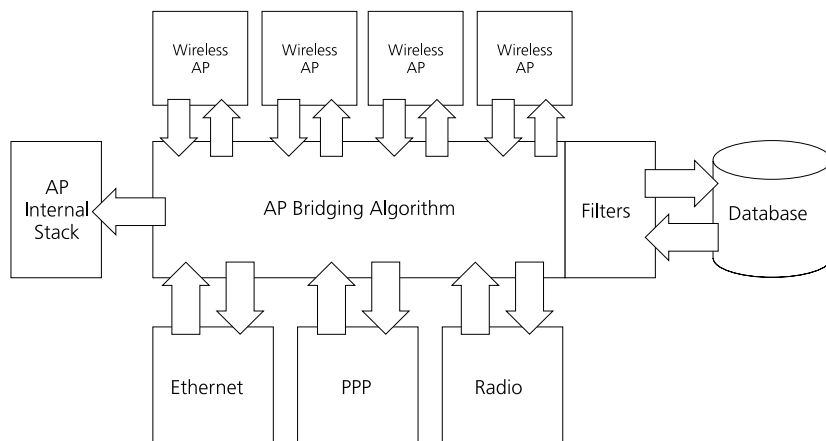 Wireless
AP
Wireless
AP
Wireless
AP
Wireless
AP
AP
Internal
Stack
AP Bridging Algorithm
Filters
Database
Ethernet
PPP
Radio